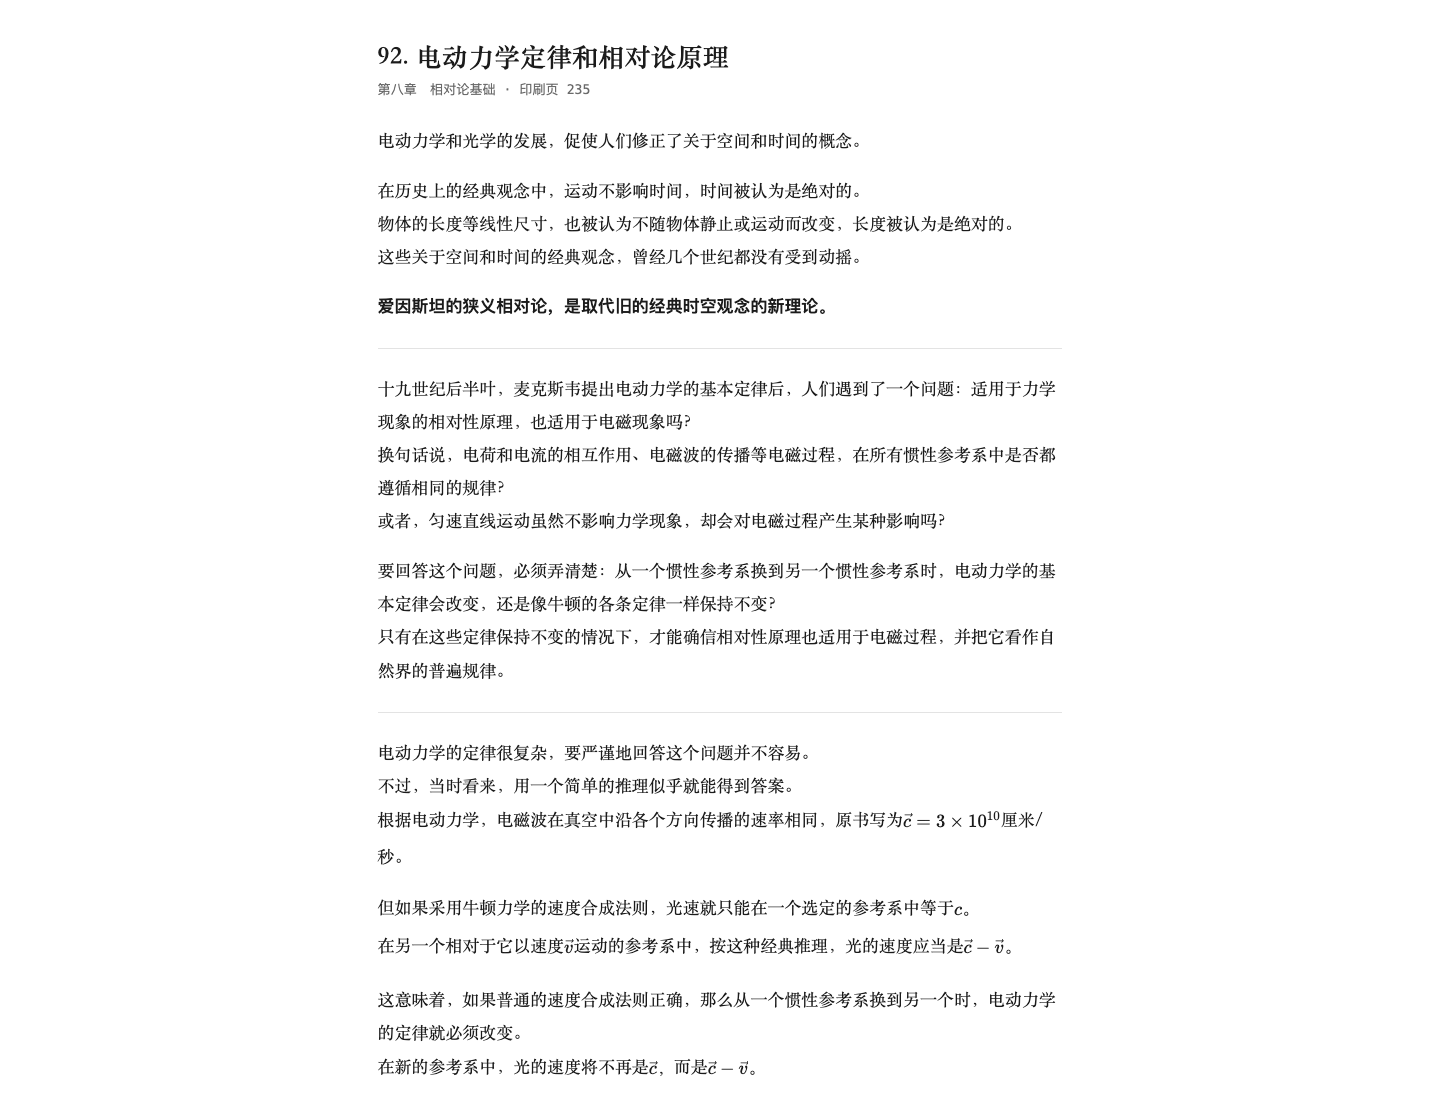 92. 电动力学定律和相对论原理
第八章　相对论基础 · 印刷页 235
电动力学和光学的发展，促使人们修正了关于空间和时间的概念。
在历史上的经典观念中，运动不影响时间，时间被认为是绝对的。
物体的长度等线性尺寸，也被认为不随物体静止或运动而改变，长度被认为是绝对的。
这些关于空间和时间的经典观念，曾经几个世纪都没有受到动摇。
爱因斯坦的狭义相对论，是取代旧的经典时空观念的新理论。
十九世纪后半叶，麦克斯韦提出电动力学的基本定律后，人们遇到了一个问题：适用于力学
现象的相对性原理，也适用于电磁现象吗？
换句话说，电荷和电流的相互作用、电磁波的传播等电磁过程，在所有惯性参考系中是否都
遵循相同的规律？
或者，匀速直线运动虽然不影响力学现象，却会对电磁过程产生某种影响吗？
要回答这个问题，必须弄清楚：从一个惯性参考系换到另一个惯性参考系时，电动力学的基
本定律会改变，还是像牛顿的各条定律一样保持不变？
只有在这些定律保持不变的情况下，才能确信相对性原理也适用于电磁过程，并把它看作自
然界的普遍规律。
电动力学的定律很复杂，要严谨地回答这个问题并不容易。
不过，当时看来，用一个简单的推理似乎就能得到答案。
根据电动力学，电磁波在真空中沿各个方向传播的速率相同，原书写为c⃗ = 3 × 10¹⁰厘米/
秒。
但如果采用牛顿力学的速度合成法则，光速就只能在一个选定的参考系中等于c。
在另一个相对于它以速度v⃗运动的参考系中，按这种经典推理，光的速度应当是c⃗ − v⃗。
这意味着，如果普通的速度合成法则正确，那么从一个惯性参考系换到另一个时，电动力学
的定律就必须改变。
在新的参考系中，光的速度将不再是c⃗，而是c⃗ − v⃗。